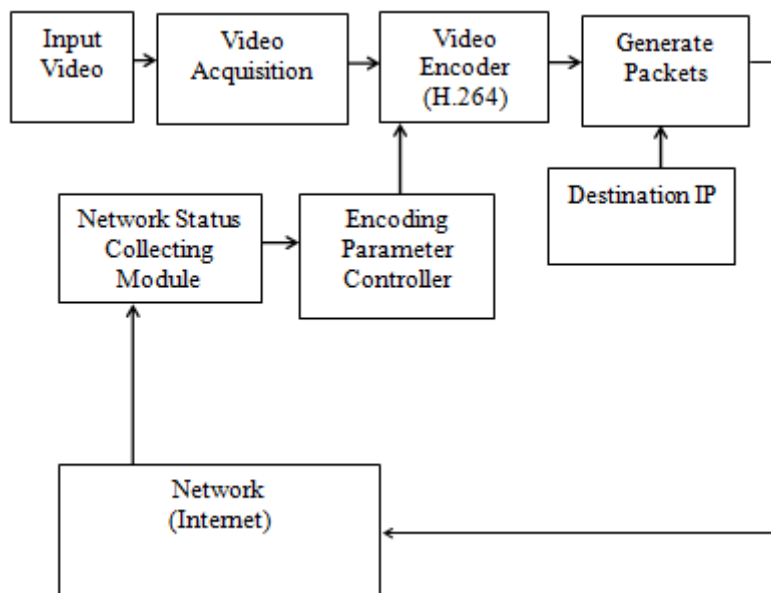 Input
Video
Video
Acquisition
Video
Encoder
(H.264)
Generate
Packets
Network Status
Collecting
Module
Encoding
Parameter
Controller
Destination IP
Network
(Internet)